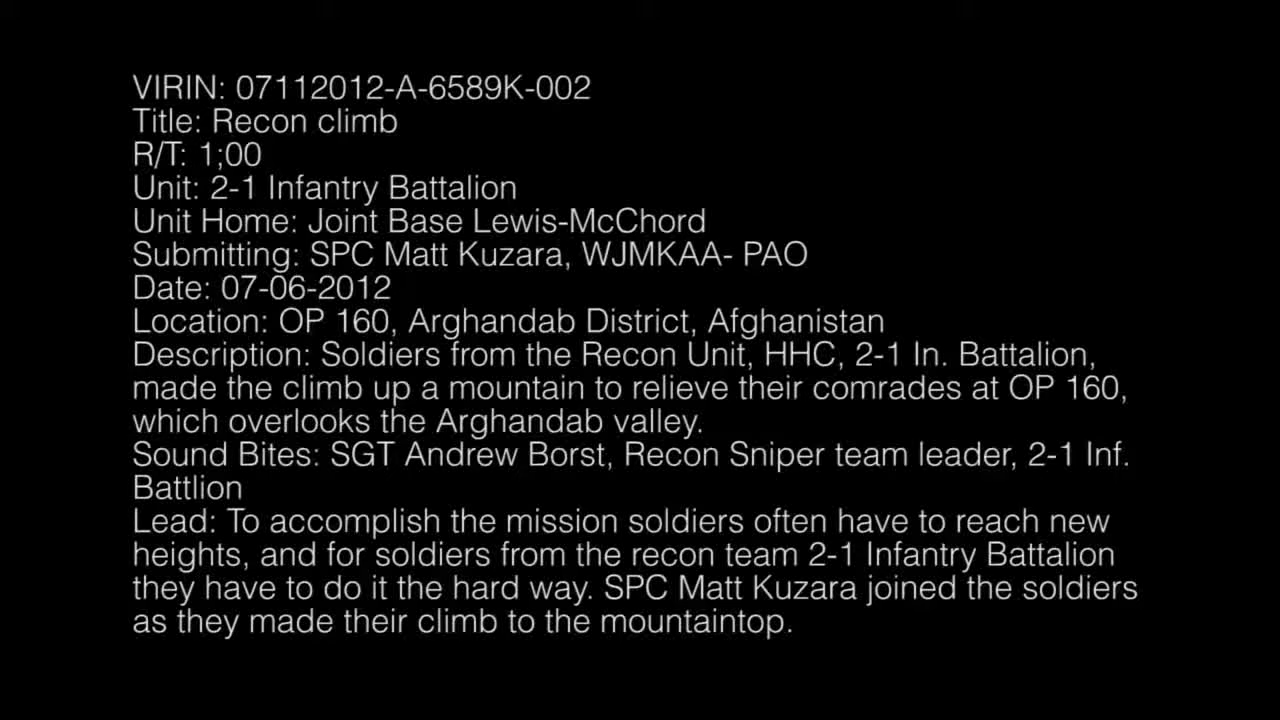 VIRIN: 07112012-A-6589K-002
Title: Recon climb
R/T: 1;00
Unit: 2-1 Infantry Battalion
Unit Home: Joint Base Lewis-McChord
Submitting: SPC Matt Kuzara, WJMKAA- PAO
Date: 07-06-2012
Location: OP 160, Arghandab District, Afghanistan
Description: Soldiers from the Recon Unit, HHC, 2-1 In. Battalion,
made the climb up a mountain to relieve their comrades at OP 160,
which overlooks the Arghandab valley.
Sound Bites: SGT Andrew Borst, Recon Sniper team leader, 2-1 Inf.
Battlion
Lead: To accomplish the mission soldiers often have to reach new
heights, and for soldiers from the recon team 2-1 Infantry Battalion
they have to do it the hard way. SPC Matt Kuzara joined the soldiers
as they made their climb to the mountaintop.